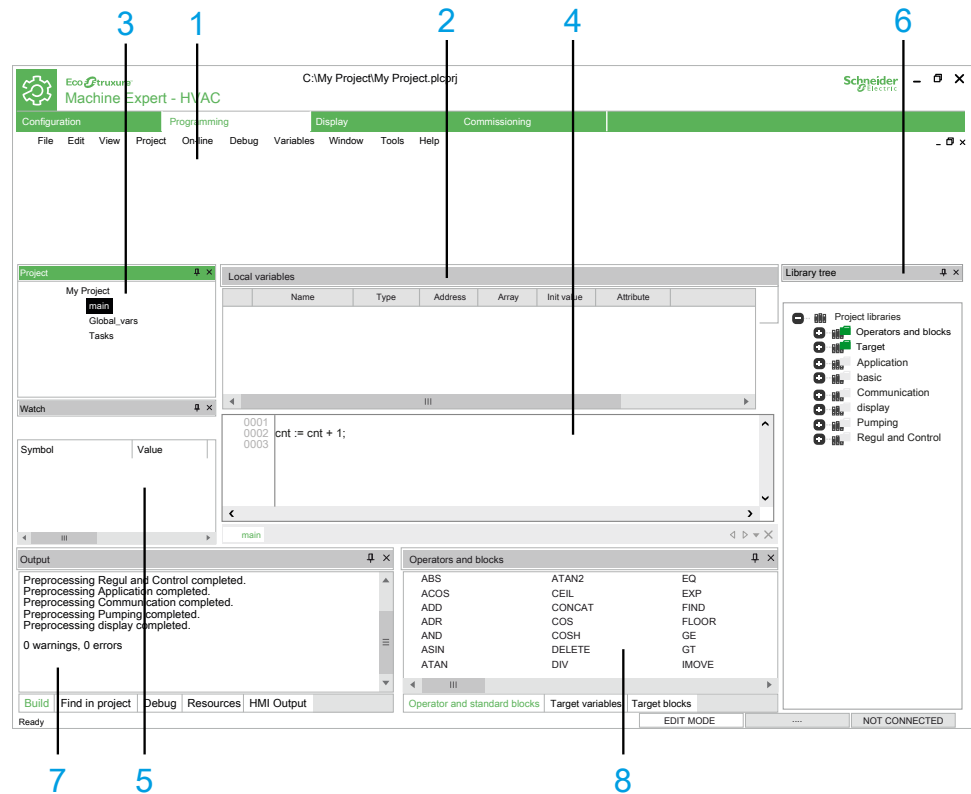 3 1 2 4 6
EcoStruxure
C:\My Project\My Project.plcprj
Schneider
Electric
Machine Expert - HVAC
Configuration Programming Display Commissioning
File Edit View Project On-line Debug Variables Window Tools Help
Project
My Project
main
Global_vars
Tasks
Local variables
Name Type Address Array Init value Attribute
Library tree
Project libraries
Operators and blocks
Target
Application
basic
Communication
display
Pumping
Regul and Control
Watch
Symbol Value
0001
0002 cnt := cnt + 1;
0003
main
Output
Preprocessing Regul and Control completed.
Preprocessing Application completed.
Preprocessing Communication completed.
Preprocessing Pumping completed.
Preprocessing display completed.
0 warnings, 0 errors
Build Find in project Debug Resources HMI Output
Operators and blocks
ABS ATAN2 EQ
ACOS CEIL EXP
ADD CONCAT FIND
ADR COS FLOOR
AND COSH GE
ASIN DELETE GT
ATAN DIV IMOVE
Operator and standard blocks Target variables Target blocks
Ready EDIT MODE ---- NOT CONNECTED
7 5 8